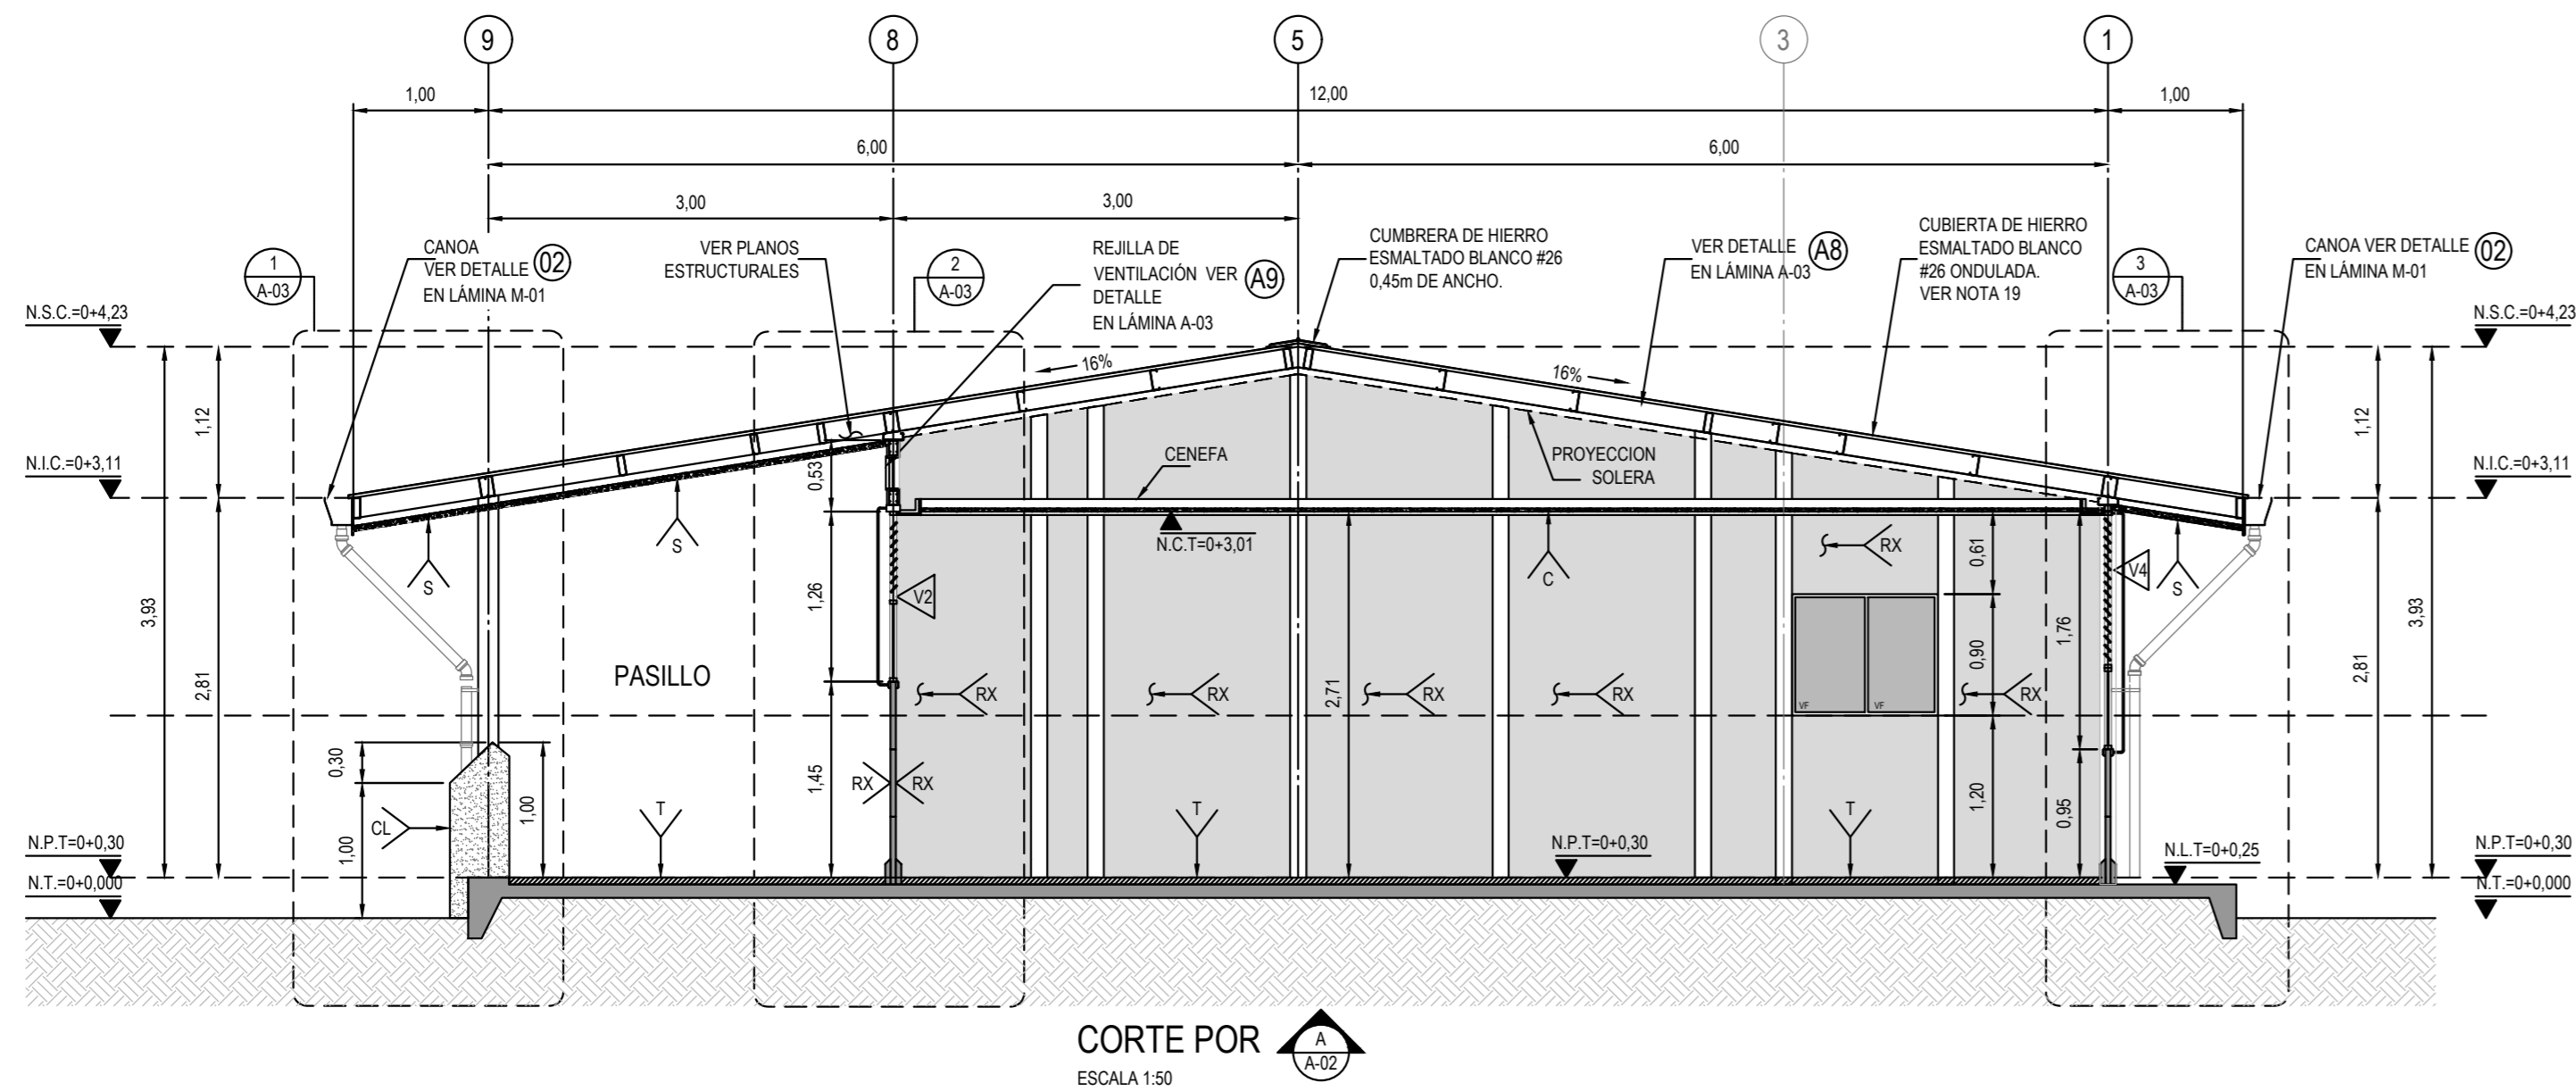 9
8
5
3
1
1,00
12,00
1,00
6,00
6,00
3,00
3,00
1
A-03
CANOA
VER DETALLE 02
EN LÁMINA M-01
VER PLANOS
ESTRUCTURALES
2
A-03
REJILLA DE
VENTILACIÓN VER A9
DETALLE
EN LÁMINA A-03
CUMBRERA DE HIERRO
ESMALTADO BLANCO #26
0,45m DE ANCHO.
VER DETALLE A8
EN LÁMINA A-03
CUBIERTA DE HIERRO
ESMALTADO BLANCO
#26 ONDULADA.
VER NOTA 19
3
A-03
CANOA VER DETALLE 02
EN LÁMINA M-01
N.S.C.=0+4,23
N.S.C.=0+4,23
16%
16%
1,12
1,12
N.I.C.=0+3,11
N.I.C.=0+3,11
0,53
CENEFA
PROYECCION
SOLERA
S
S
N.C.T=0+3,01
C
RX
0,61
V4
S
V2
1,26
1,76
3,93
2,81
PASILLO
RX
RX
RX
RX
RX
2,71
VF
VF
0,90
2,81
3,93
0,30
1,00
1,00
CL
T
1,45
RX
RX
T
T
1,20
0,95
N.P.T=0+0,30
N.P.T=0+0,30
N.L.T=0+0,25
N.P.T=0+0,30
N.T.=0+0,000
N.T.=0+0,000
CORTE POR
A
A-02
ESCALA 1:50